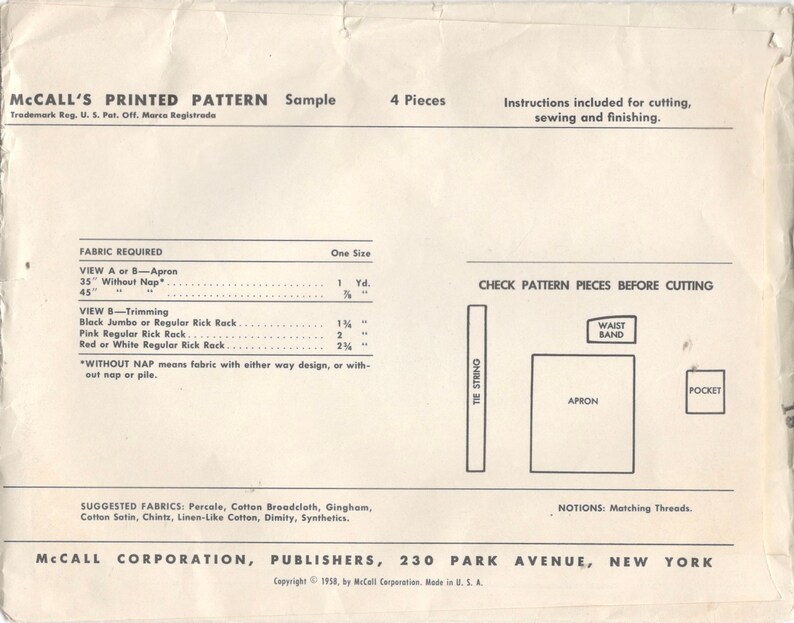 McCALL'S PRINTED PATTERN Sample 4 Pieces
Trademark Reg. U. S. Pat. Off. Marca Registrada
Instructions included for cutting,
sewing and finishing.
FABRIC REQUIRED One Size
VIEW A or B—Apron
35" Without Nap*........................... 1 Yd.
45" " " ........................... ⅞ "
VIEW B—Trimming
Black Jumbo or Regular Rick Rack............... 1¾ "
Pink Regular Rick Rack........................ 2 "
Red or White Regular Rick Rack................. 2¾ "
*WITHOUT NAP means fabric with either way design, or with-
out nap or pile.
CHECK PATTERN PIECES BEFORE CUTTING
TIE STRING
WAIST
BAND
APRON
POCKET
SUGGESTED FABRICS: Percale, Cotton Broadcloth, Gingham,
Cotton Satin, Chintz, Linen-Like Cotton, Dimity, Synthetics.
NOTIONS: Matching Threads.
McCALL CORPORATION, PUBLISHERS, 230 PARK AVENUE, NEW YORK
Copyright © 1958, by McCall Corporation. Made in U. S. A.